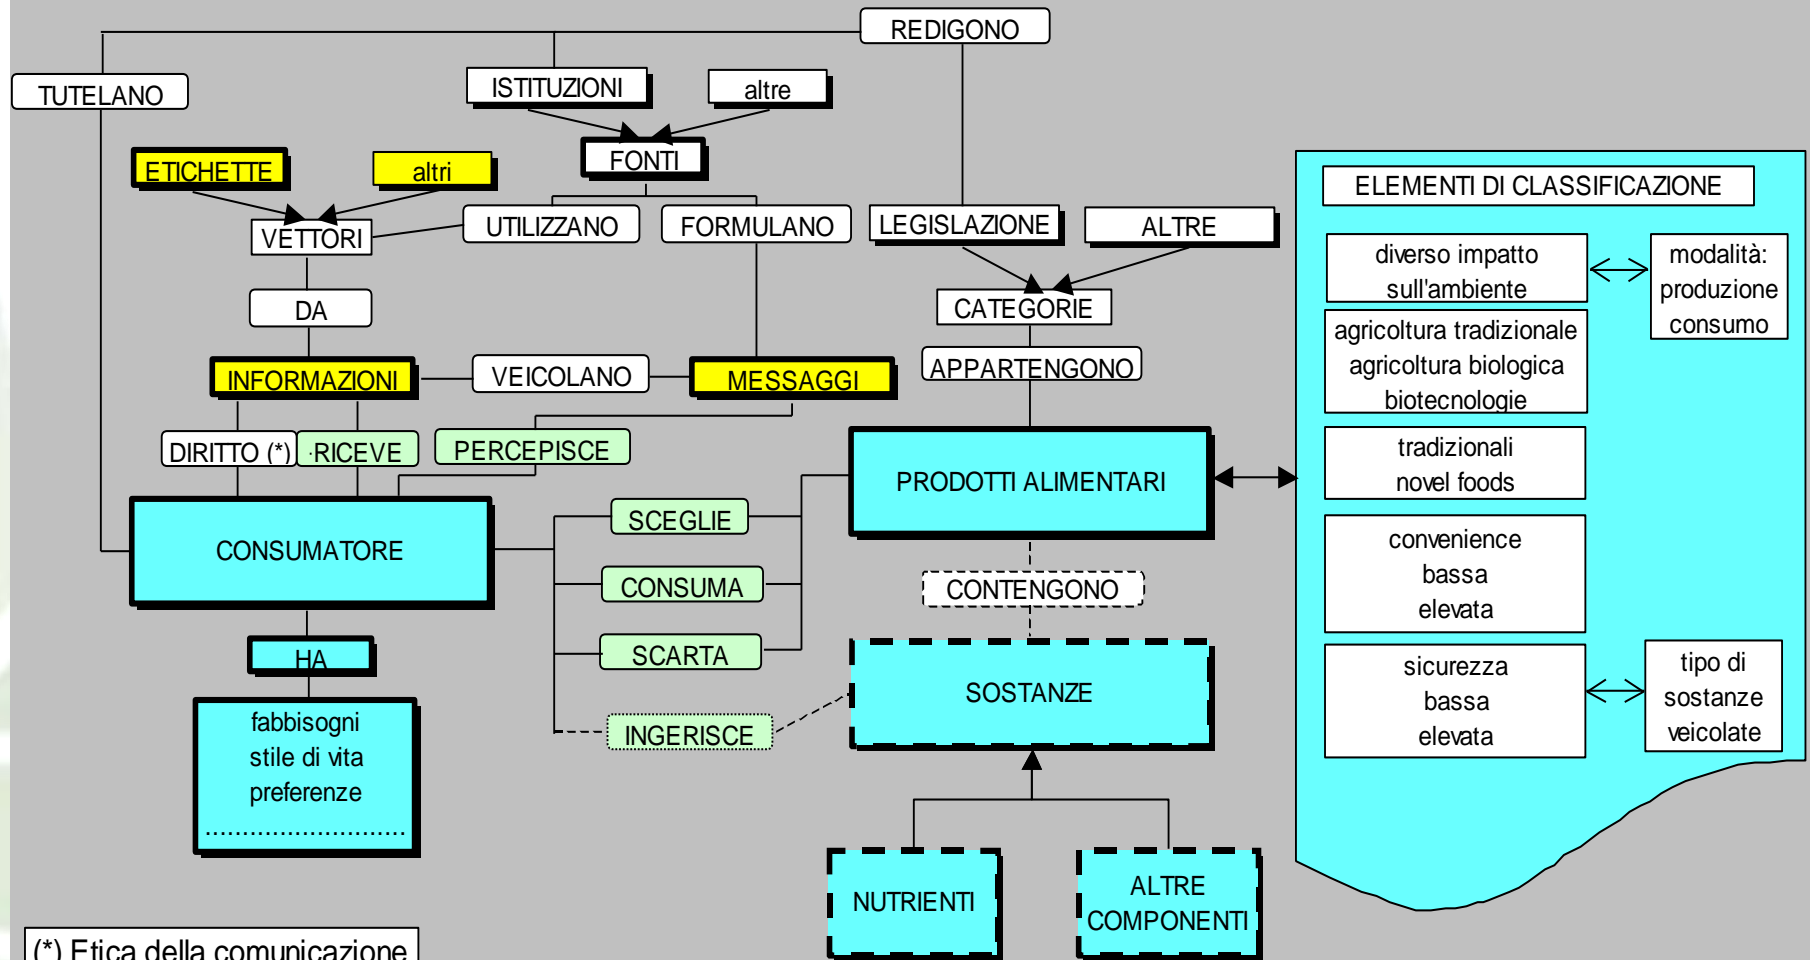 REDIGONO
TUTELANO
ISTITUZIONI
altre
FONTI
ETICHETTE
altri
VETTORI
UTILIZZANO
FORMULANO
LEGISLAZIONE
ALTRE
DA
CATEGORIE
INFORMAZIONI
VEICOLANO
MESSAGGI
APPARTENGONO
DIRITTO (*)
RICEVE
PERCEPISCE
CONSUMATORE
SCEGLIE
CONSUMA
SCARTA
INGERISCE
PRODOTTI ALIMENTARI
CONTENGONO
SOSTANZE
HA
fabbisogni
stile di vita
preferenze
...........................
NUTRIENTI
ALTRE
COMPONENTI
ELEMENTI DI CLASSIFICAZIONE
diverso impatto
sull'ambiente
modalità:
produzione
consumo
agricoltura tradizionale
agricoltura biologica
biotecnologie
tradizionali
novel foods
convenience
bassa
elevata
sicurezza
bassa
elevata
tipo di
sostanze
veicolate
(*) Etica della comunicazione